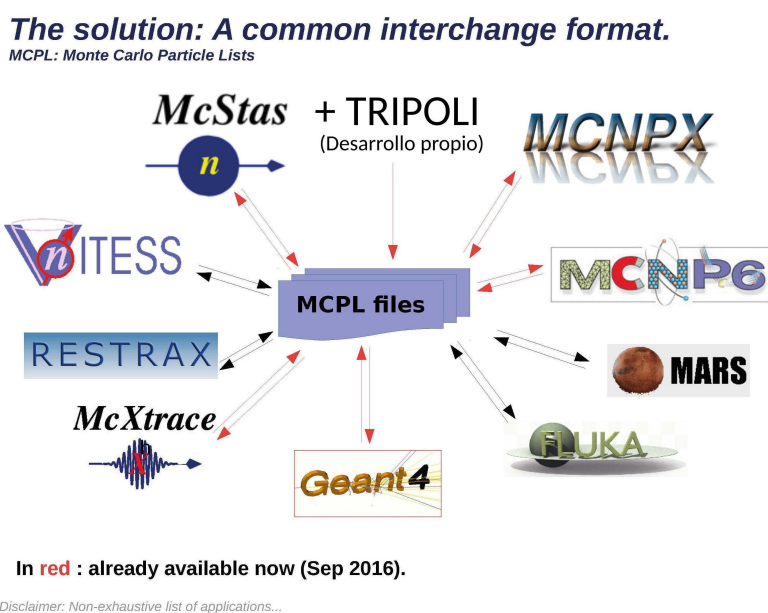 The solution: A common interchange format.
MCPL: Monte Carlo Particle Lists
McStas
+ TRIPOLI
(Desarrollo propio)
MCNPX
n
VnITESS
MCNP6
MCPL files
RESTRAX
MARS
McXtrace
h
X
FLUKA
Geant4
In red : already available now (Sep 2016).
Disclaimer: Non-exhaustive list of applications...